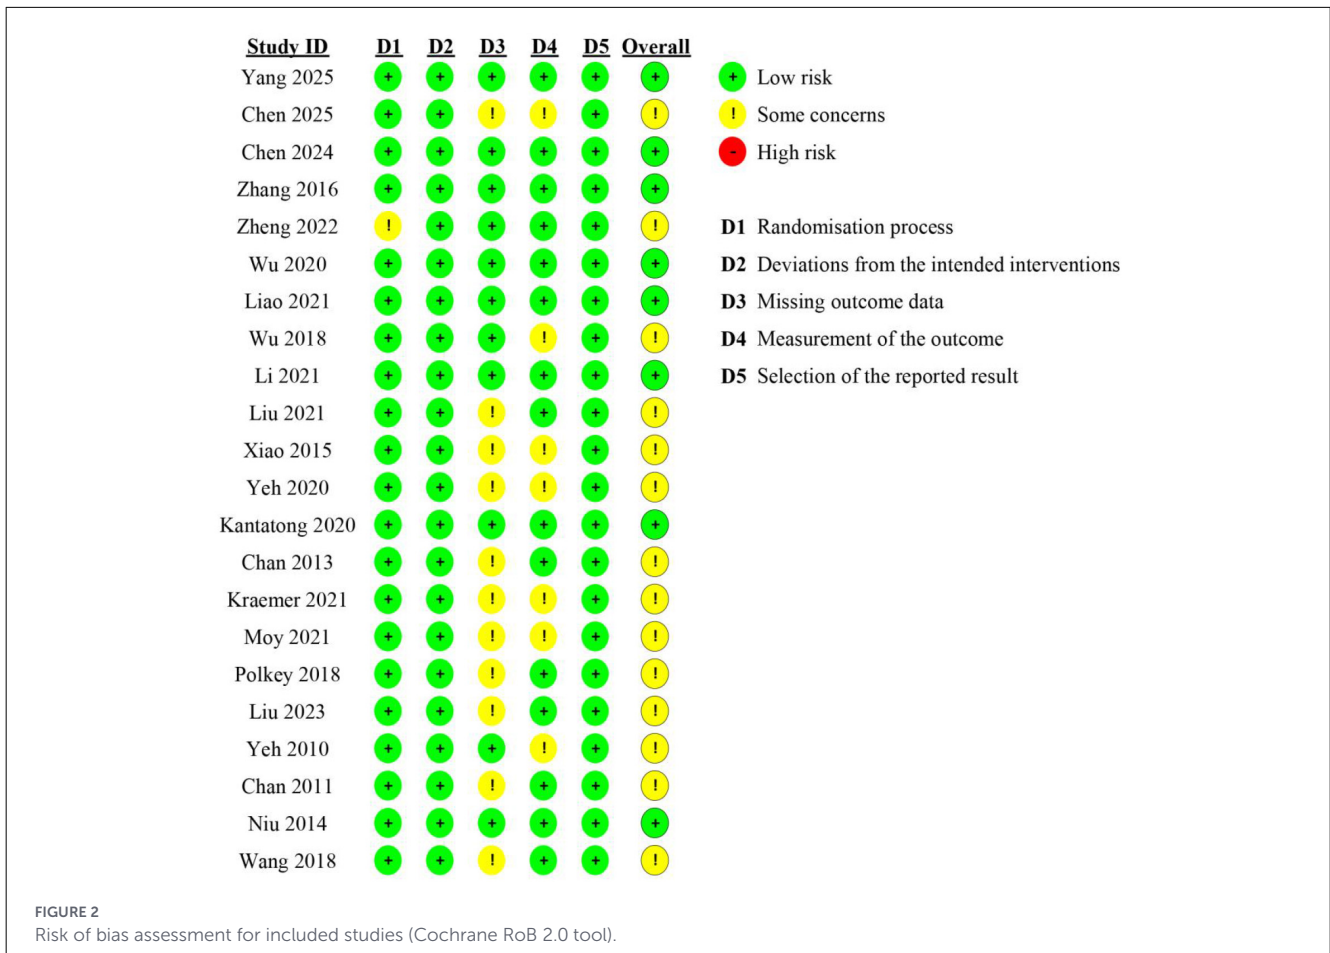 Study ID D1 D2 D3 D4 D5 Overall
Yang 2025 + + + + + +
Chen 2025 + + ! ! + !
Chen 2024 + + + + + +
Zhang 2016 + + + + + +
Zheng 2022 ! + + + + !
Wu 2020 + + + + + +
Liao 2021 + + + + + +
Wu 2018 + + + ! + !
Li 2021 + + + + + +
Liu 2021 + + ! + + !
Xiao 2015 + + ! ! + !
Yeh 2020 + + ! ! + !
Kantatong 2020 + + + + + +
Chan 2013 + + ! + + !
Kraemer 2021 + + ! ! + !
Moy 2021 + + ! ! + !
Polkey 2018 + + ! + + !
Liu 2023 + + ! + + !
Yeh 2010 + + + ! + !
Chan 2011 + + ! + + !
Niu 2014 + + + + + +
Wang 2018 + + ! + + !
+ Low risk
! Some concerns
- High risk
D1 Randomisation process
D2 Deviations from the intended interventions
D3 Missing outcome data
D4 Measurement of the outcome
D5 Selection of the reported result
FIGURE 2
Risk of bias assessment for included studies (Cochrane RoB 2.0 tool).